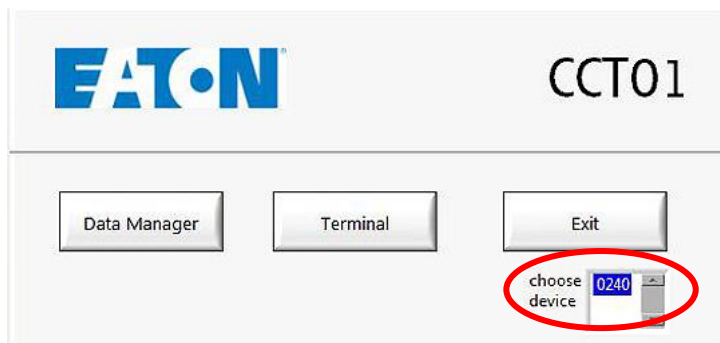 EATON
CCT01
Data Manager
Terminal
Exit
choose
device
0240